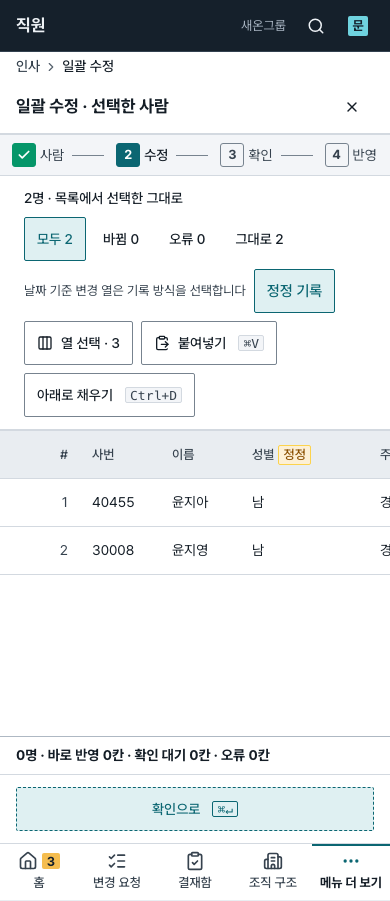 직원 새온그룹 문
인사 > 일괄 수정
일괄 수정 · 선택한 사람
사람 2 수정 3 확인 4 반영
2명 · 목록에서 선택한 그대로
모두 2 바뀜 0 오류 0 그대로 2
날짜 기준 변경 열은 기록 방식을 선택합니다 정정 기록
열 선택 · 3 붙여넣기 ⌘V
아래로 채우기 Ctrl+D
# 사번 이름 성별 정정 주
1 40455 윤지아 남 경
2 30008 윤지영 남 경
0명 · 바로 반영 0칸 · 확인 대기 0칸 · 오류 0칸
확인으로 ⌘↵
3
홈 변경 요청 결재함 조직 구조 메뉴 더 보기